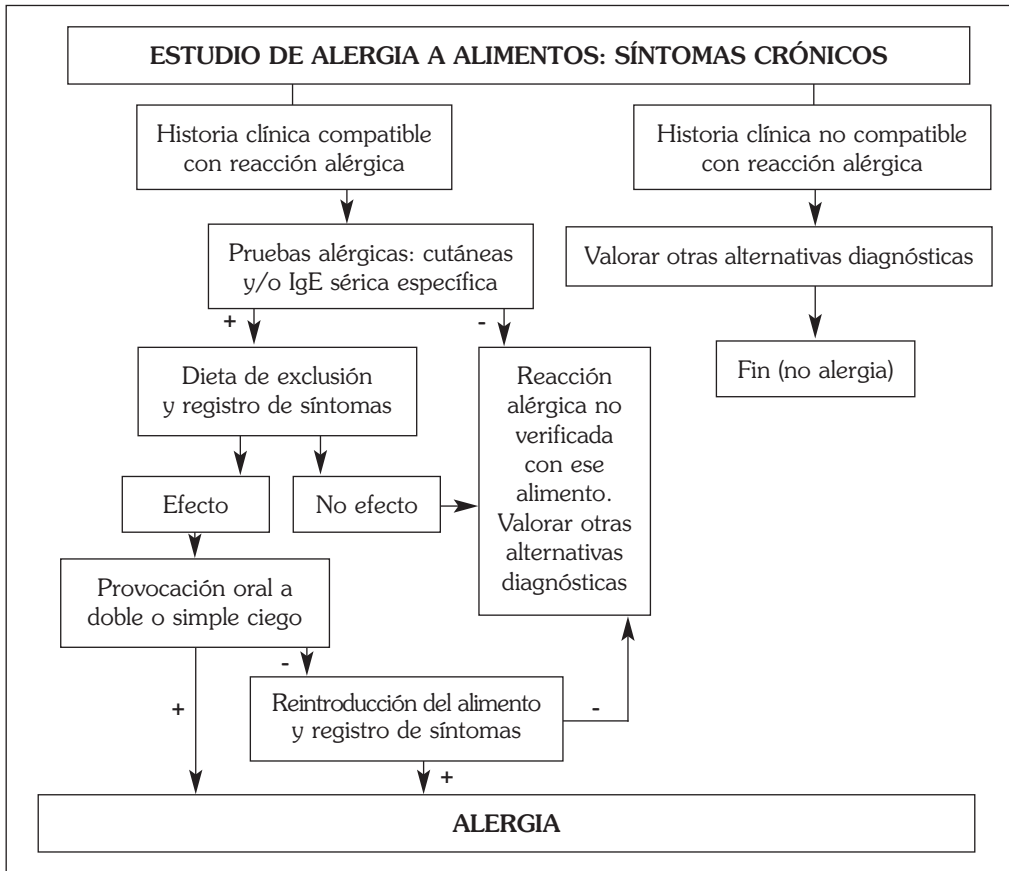 ESTUDIO DE ALERGIA A ALIMENTOS: SÍNTOMAS CRÓNICOS
Historia clínica compatible
con reacción alérgica
Historia clínica no compatible
con reacción alérgica
Pruebas alérgicas: cutáneas
y/o IgE sérica específica
Valorar otras alternativas diagnósticas
+
-
Dieta de exclusión
y registro de síntomas
Reacción
alérgica no
verificada
con ese
alimento.
Valorar otras
alternativas
diagnósticas
Fin (no alergia)
Efecto
No efecto
Provocación oral a
doble o simple ciego
-
+
Reintroducción del alimento
y registro de síntomas
-
+
ALERGIA